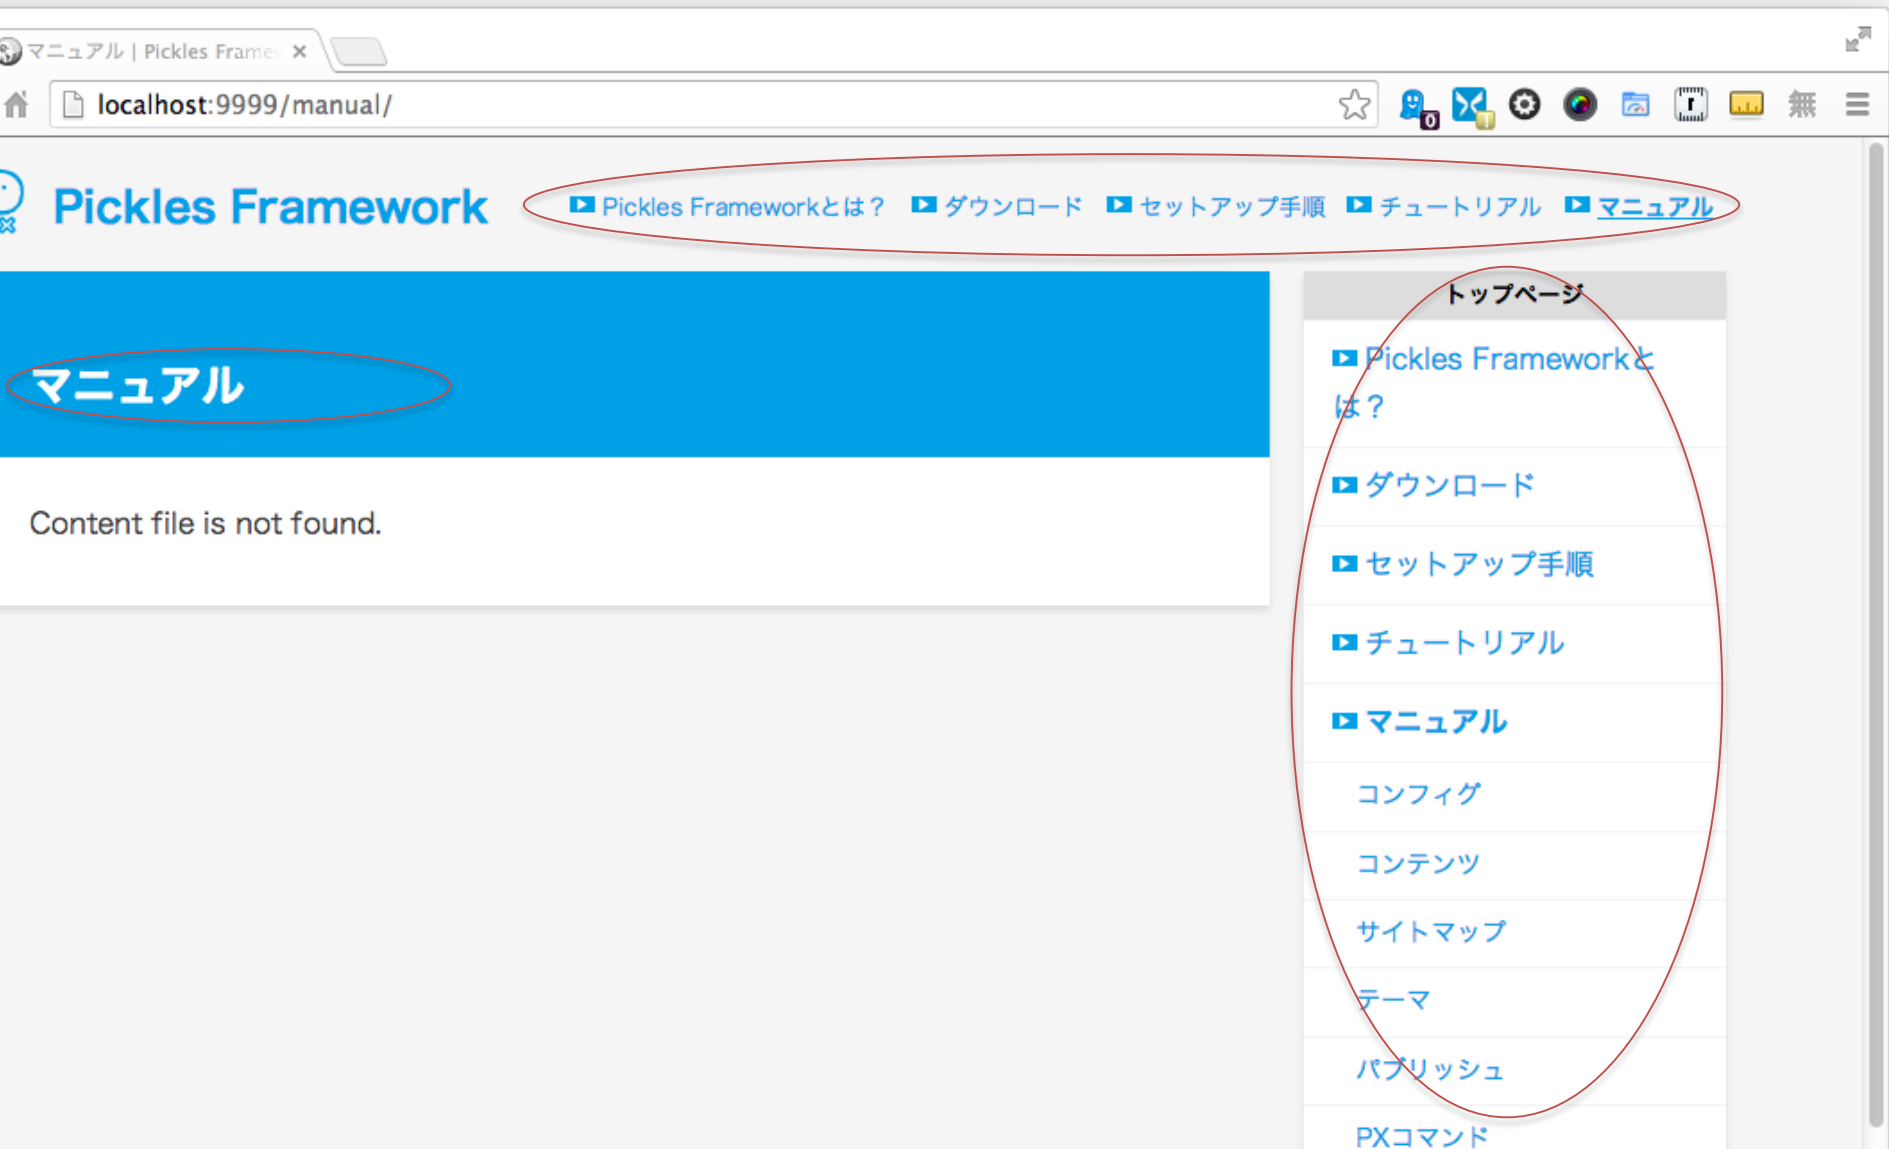 マニュアル | Pickles Framew
localhost:9999/manual/
0
無
Pickles Framework
Pickles Frameworkとは？ ダウンロード セットアップ手順 チュートリアル マニュアル
マニュアル
Content file is not found.
トップページ
Pickles Frameworkと
は？
ダウンロード
セットアップ手順
チュートリアル
マニュアル
コンフィグ
コンテンツ
サイトマップ
テーマ
パブリッシュ
PXコマンド